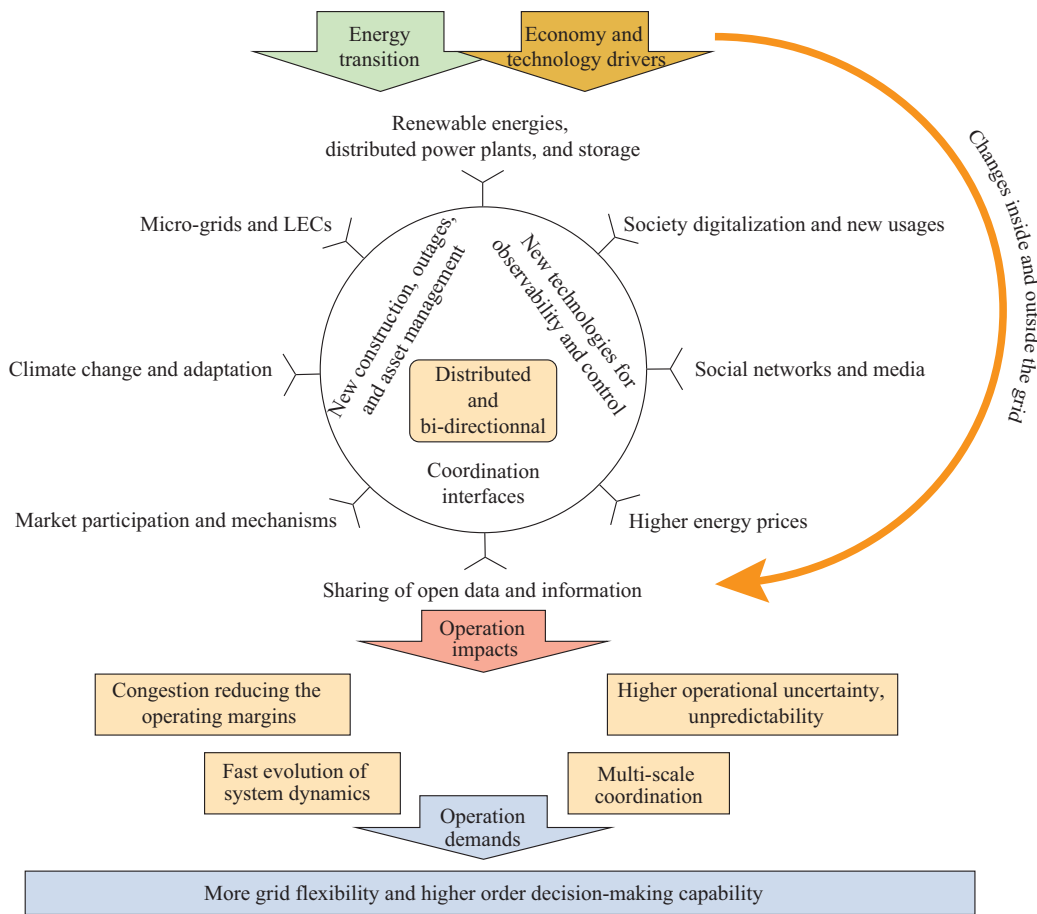 Energy
transition
Economy and
technology drivers
Renewable energies,
distributed power plants, and storage
Micro-grids and LECs
Society digitalization and new usages
New construction, outages,
and asset management
New technologies for
observability and control
Changes inside and outside the grid
Climate change and adaptation
Distributed
and
bi-directionnal
Social networks and media
Coordination
interfaces
Market participation and mechanisms
Higher energy prices
Sharing of open data and information
Operation
impacts
Congestion reducing the
operating margins
Higher operational uncertainty,
unpredictability
Fast evolution of
system dynamics
Multi-scale
coordination
Operation
demands
More grid flexibility and higher order decision-making capability